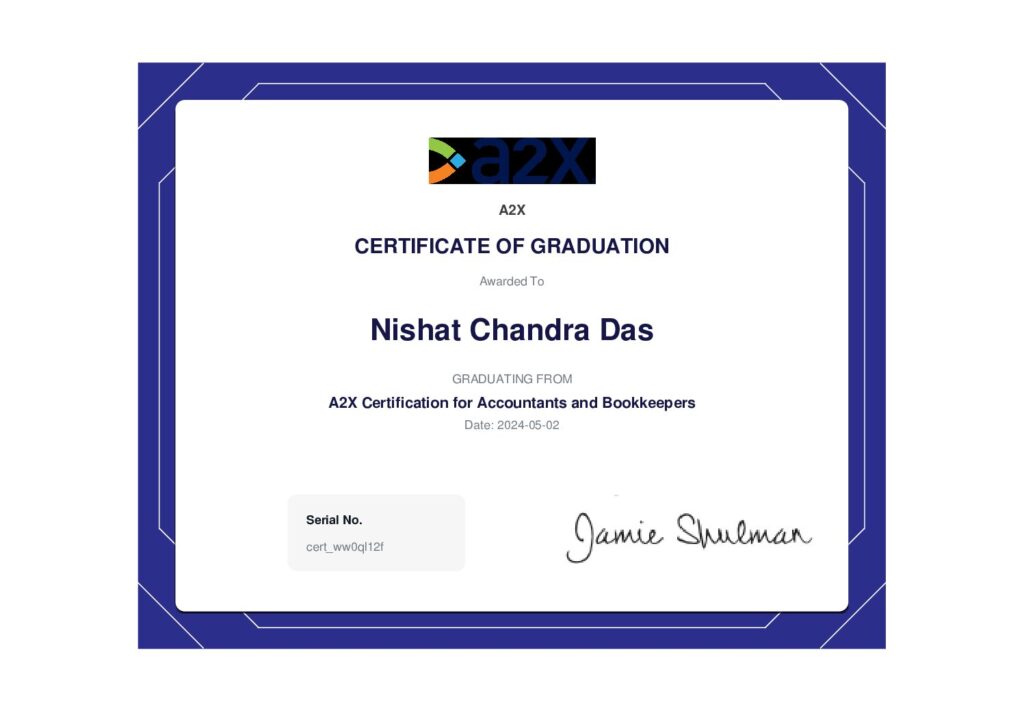 a2x
A2X
CERTIFICATE OF GRADUATION
Awarded To
Nishat Chandra Das
GRADUATING FROM
A2X Certification for Accountants and Bookkeepers
Date: 2024-05-02
Serial No.
cert_ww0ql12f
Jamie Shulman